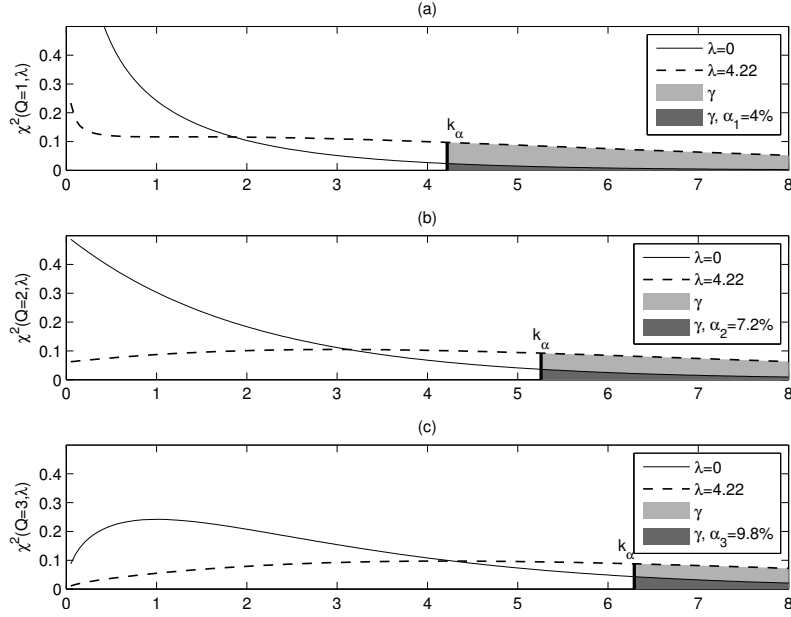 (a)
χ²(Q=1,λ)
0.4
0.3
0.2
0.1
0
0 1 2 3 4 5 6 7 8
kα
λ=0
λ=4.22
γ
γ, α₁=4%
(b)
χ²(Q=2,λ)
0.4
0.3
0.2
0.1
0
0 1 2 3 4 5 6 7 8
kα
λ=0
λ=4.22
γ
γ, α₂=7.2%
(c)
χ²(Q=3,λ)
0.4
0.3
0.2
0.1
0
0 1 2 3 4 5 6 7 8
kα
λ=0
λ=4.22
γ
γ, α₃=9.8%